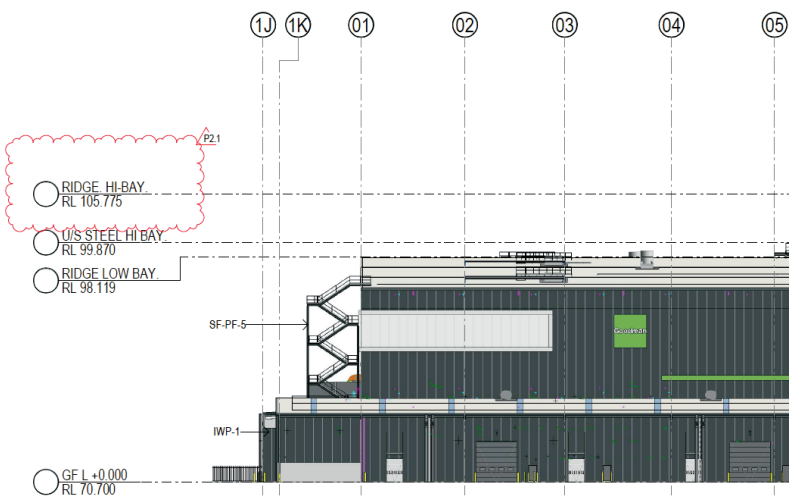 1J 1K 01 02 03 04 05
P2.1
RIDGE. HI-BAY.
RL 105.775
U/S STEEL HI BAY.
RL 99.870
RIDGE LOW BAY.
RL 98.119
SF-PF-5
Goodman
IWP-1
GF L +0.000
RL 70.700